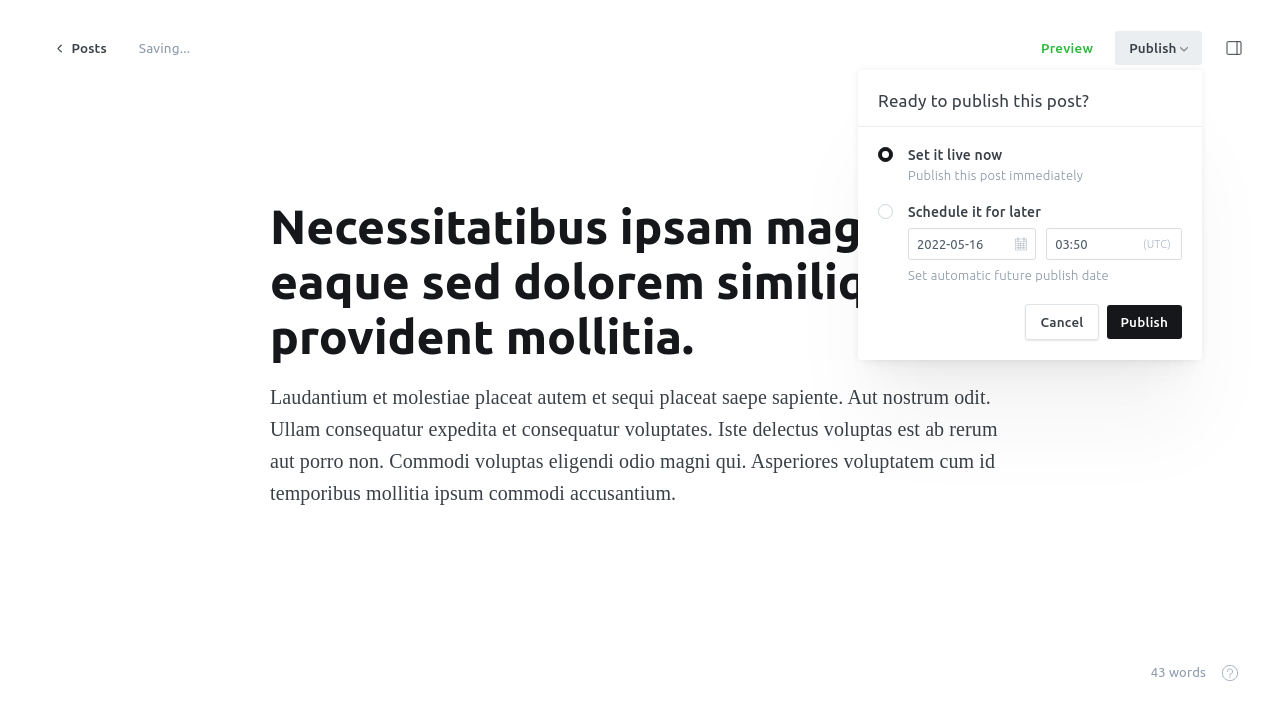 Posts
Saving...
Preview
Publish
Ready to publish this post?
Set it live now
Publish this post immediately
Schedule it for later
2022-05-16
03:50
(UTC)
Set automatic future publish date
Cancel
Publish
Necessitatibus ipsam mag
eaque sed dolorem similiq
provident mollitia.
Laudantium et molestiae placeat autem et sequi placeat saepe sapiente. Aut nostrum odit.
Ullam consequatur expedita et consequatur voluptates. Iste delectus voluptas est ab rerum
aut porro non. Commodi voluptas eligendi odio magni qui. Asperiores voluptatem cum id
temporibus mollitia ipsum commodi accusantium.
43 words